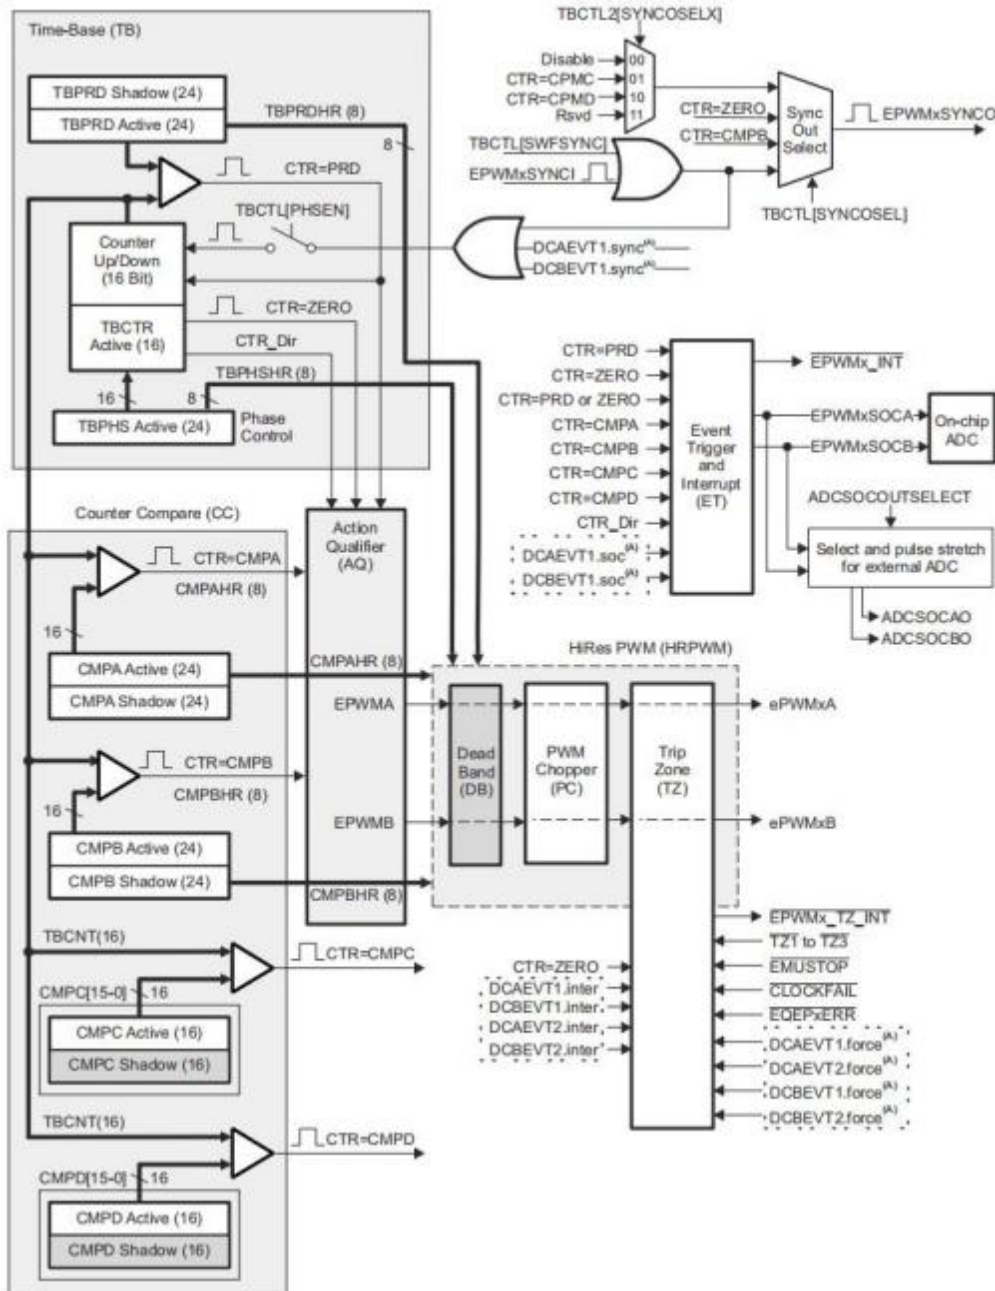 Time-Base (TB)
TBPRD Shadow (24)
TBPRD Active (24)
TBPRDHR (8)
8
CTR=PRD
TBCTL[PHSEN]
Counter
Up/Down
(16 Bit)
CTR=ZERO
TBCTR
Active (16)
CTR_Dir
TBPHSHR (8)
16
8
TBPHS Active (24)
Phase
Control
TBCTL2[SYNCOSELX]
Disable
00
CTR=CPMC
01
CTR=CPMD
10
Rsvd
11
CTR=ZERO
CTR=CMPB
Sync
Out
Select
EPWMxSYNCO
TBCTL[SWFSYNC]
EPWMxSYNCI
TBCTL[SYNCOSEL]
DCAEVT1.sync(A)
DCBEVT1.sync(A)
CTR=PRD
CTR=ZERO
CTR=PRD or ZERO
CTR=CMPA
CTR=CMPB
CTR=CMPC
CTR=CMPD
CTR_Dir
DCAEVT1.soc(A)
DCBEVT1.soc(A)
Event
Trigger
and
Interrupt
(ET)
EPWMx_INT
EPWMxSOCA
EPWMxSOCB
On-chip
ADC
ADCSOCOUTSELECT
Select and pulse stretch
for external ADC
ADCSOCAO
ADCSOCBO
Counter Compare (CC)
Action
Qualifier
(AQ)
CTR=CMPA
CMPAHR (8)
16
CMPA Active (24)
CMPA Shadow (24)
CMPAHR (8)
HiRes PWM (HRPWM)
EPWMA
ePWMxA
CTR=CMPB
CMPBHR (8)
16
Dead
Band
(DB)
PWM
Chopper
(PC)
Trip
Zone
(TZ)
EPWMB
ePWMxB
CMPB Active (24)
CMPB Shadow (24)
CMPBHR (8)
TBCNT(16)
CTR=CMPC
CMPC[15-0]
16
CMPC Active (16)
CMPC Shadow (16)
TBCNT(16)
CTR=CMPD
CMPD[15-0]
16
CMPD Active (16)
CMPD Shadow (16)
CTR=ZERO
DCAEVT1.inter
DCBEVT1.inter
DCAEVT2.inter
DCBEVT2.inter
EPWMx_TZ_INT
TZ1 to TZ3
EMUSTOP
CLOCKFAIL
EQEPxERR
DCAEVT1.force(A)
DCAEVT2.force(A)
DCBEVT1.force(A)
DCBEVT2.force(A)